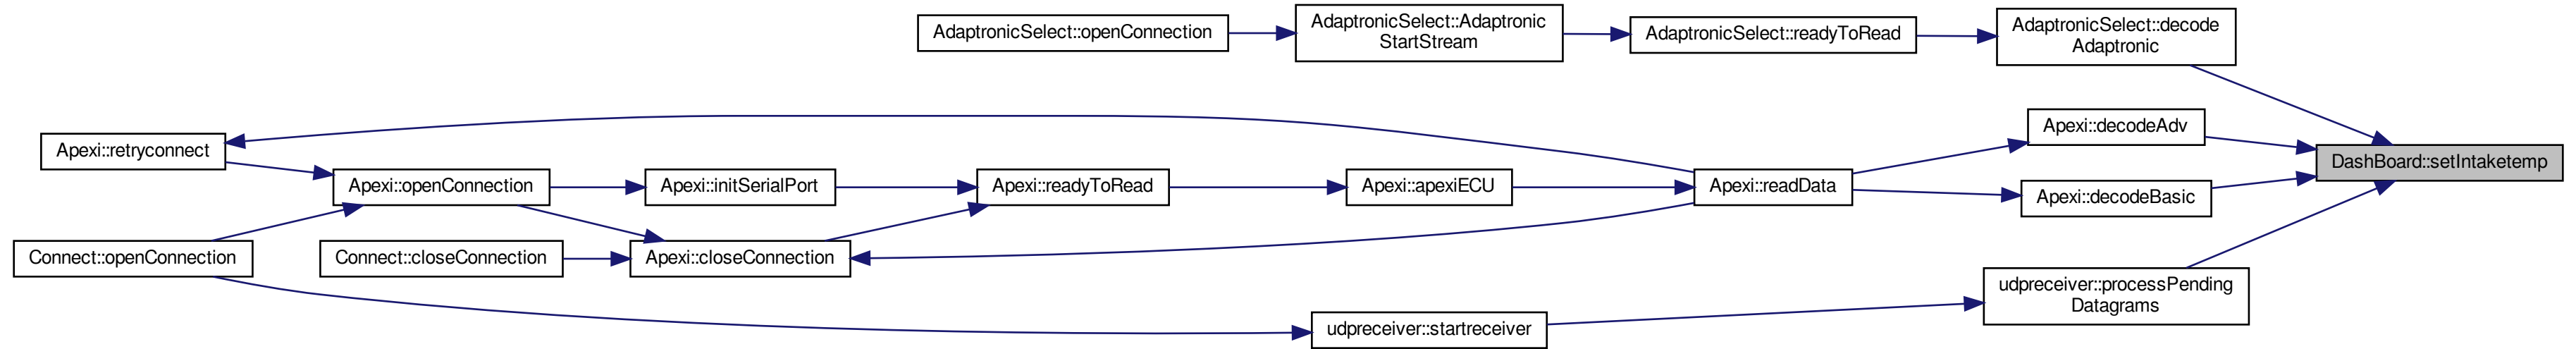 AdaptronicSelect::openConnection
AdaptronicSelect::Adaptronic
StartStream
AdaptronicSelect::readyToRead
AdaptronicSelect::decode
Adaptronic
Apexi::retryconnect
Apexi::openConnection
Apexi::initSerialPort
Apexi::readyToRead
Apexi::apexiECU
Apexi::readData
Apexi::decodeAdv
Apexi::decodeBasic
DashBoard::setIntaketemp
Connect::openConnection
Connect::closeConnection
Apexi::closeConnection
udpreceiver::startreceiver
udpreceiver::processPending
Datagrams